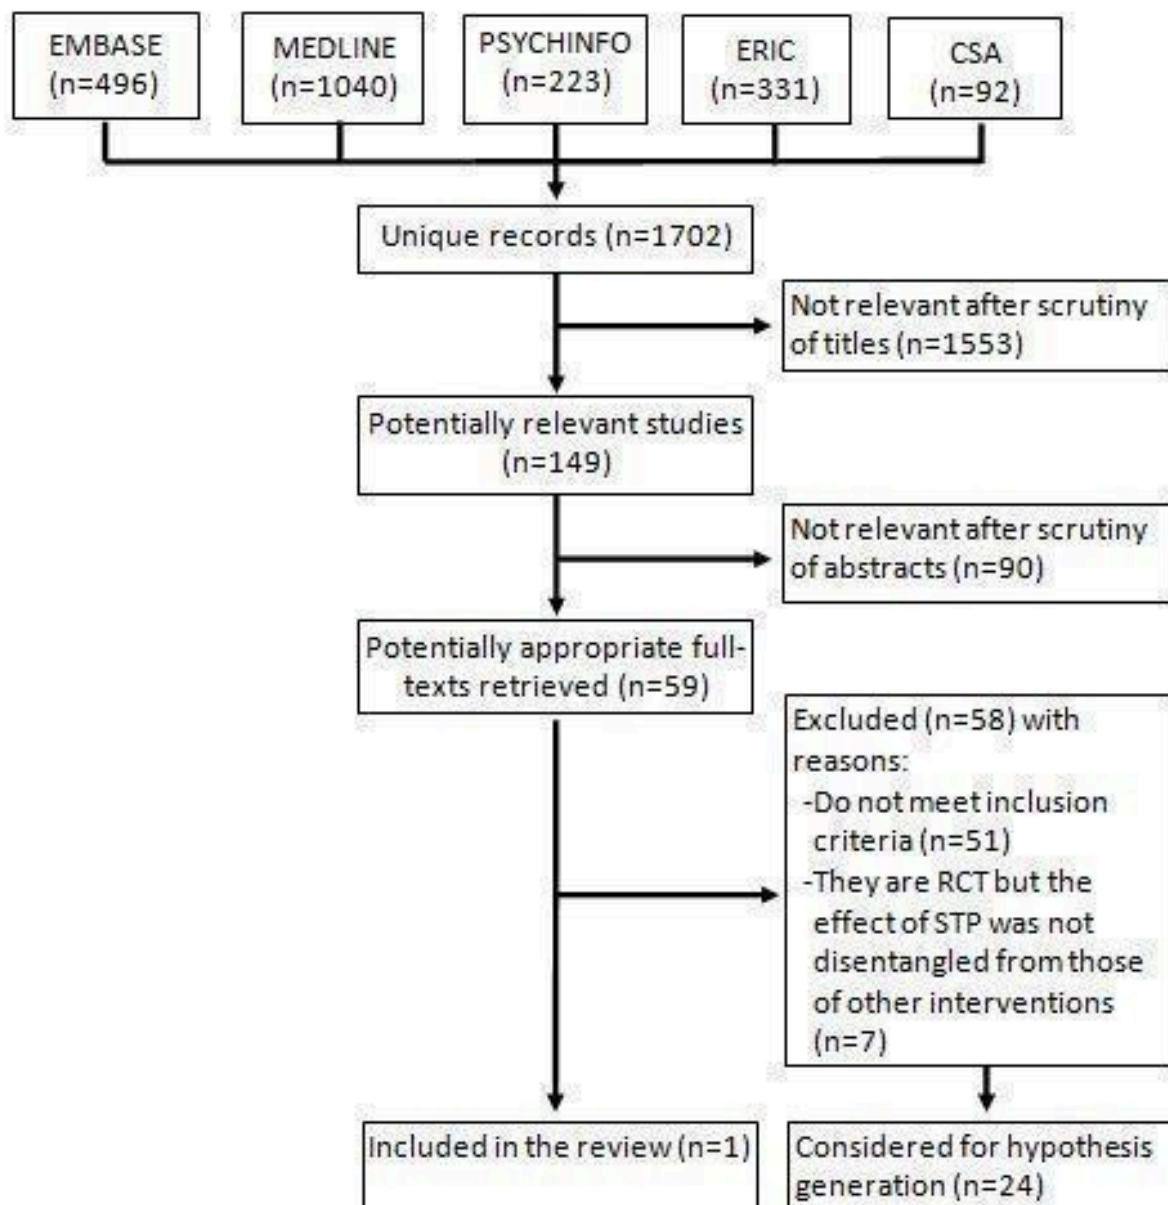 EMBASE
(n=496)
MEDLINE
(n=1040)
PSYCHINFO
(n=223)
ERIC
(n=331)
CSA
(n=92)
Unique records (n=1702)
Not relevant after scrutiny
of titles (n=1553)
Potentially relevant studies
(n=149)
Not relevant after scrutiny
of abstracts (n=90)
Potentially appropriate full-
texts retrieved (n=59)
Excluded (n=58) with
reasons:
-Do not meet inclusion
criteria (n=51)
-They are RCT but the
effect of STP was not
disentangled from those
of other interventions
(n=7)
Included in the review (n=1)
Considered for hypothesis
generation (n=24)